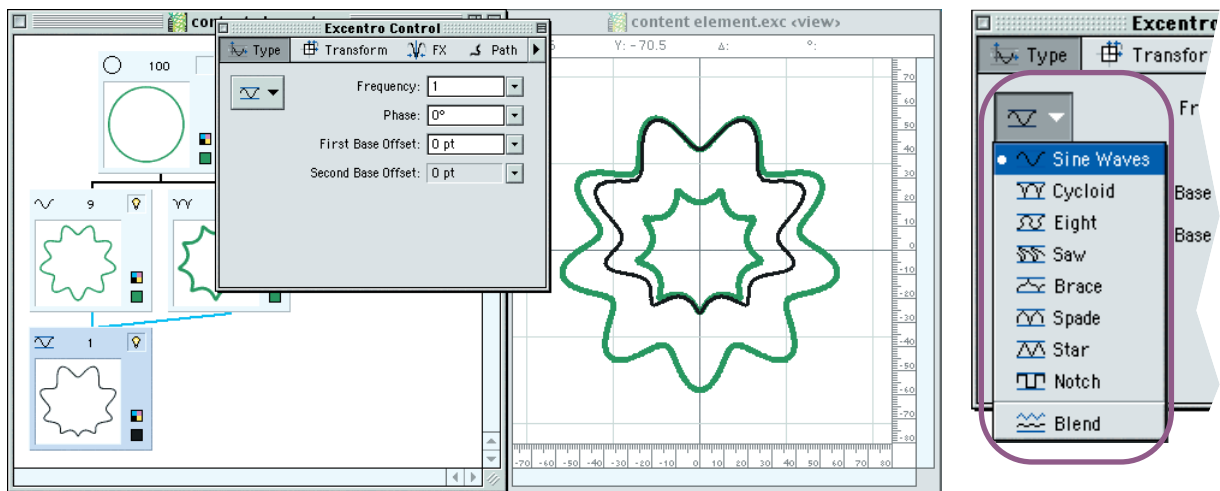 con
100
9
1
Excentro Control
Type Transform FX Path
Frequency: 1
Phase: 0°
First Base Offset: 0 pt
Second Base Offset: 0 pt
content element.exc <view>
Y: -70.5 Δ: °:
70
60
50
40
30
20
10
0
-10
-20
-30
-40
-50
-60
-70
-80
-70 -60 -50 -40 -30 -20 -10 0 10 20 30 40 50 60 70 80
Excentro
Type Transfor
Fr
Base
Base
Sine Waves
Cycloid
Eight
Saw
Brace
Spade
Star
Notch
Blend